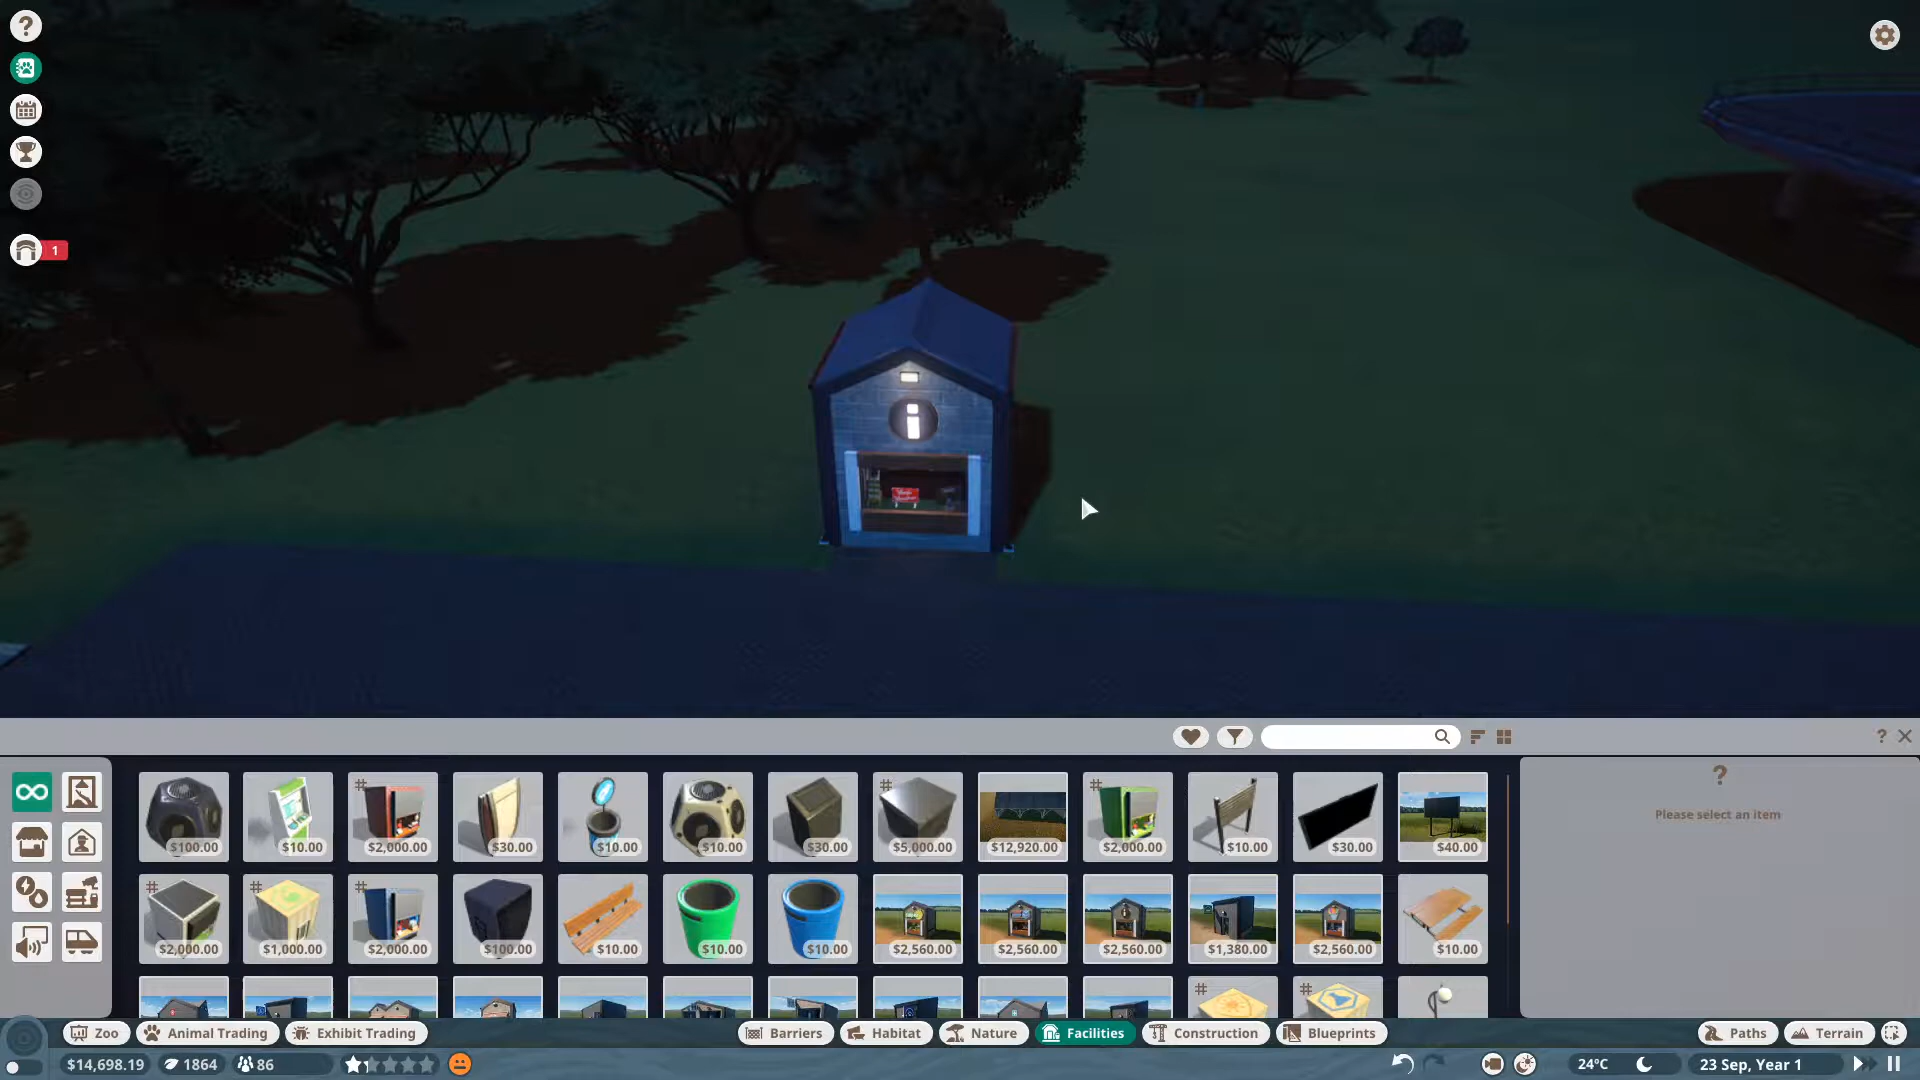 ?
1
i
?
?
$100.00
$10.00
# $2,000.00
$30.00
$10.00
$10.00
$30.00
# $5,000.00
$12,920.00
# $2,000.00
$10.00
$30.00
$40.00
Please select an item
# $2,000.00
# $1,000.00
# $2,000.00
$100.00
$10.00
$10.00
$10.00
$2,560.00
$2,560.00
$2,560.00
$1,380.00
$2,560.00
$10.00
#
#
Zoo
Animal Trading
Exhibit Trading
Barriers
Habitat
Nature
Facilities
Construction
Blueprints
Paths
Terrain
$14,698.19
1864
86
24°C
23 Sep, Year 1